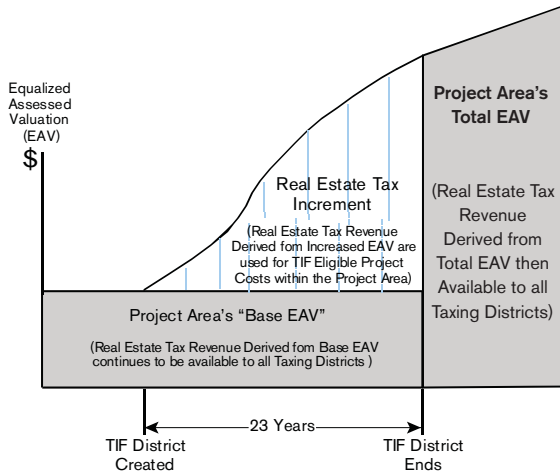 Equalized
Assessed
Valuation
(EAV)
$
Real Estate Tax
Increment
(Real Estate Tax Revenue
Derived fom Increased EAV are
used for TIF Eligible Project
Costs within the Project Area)
Project Area's
Total EAV
(Real Estate Tax
Revenue
Derived from
Total EAV then
Available to all
Taxing Districts)
Project Area's “Base EAV”
(Real Estate Tax Revenue Derived fom Base EAV
continues to be available to all Taxing Districts )
23 Years
TIF District
Created
TIF District
Ends